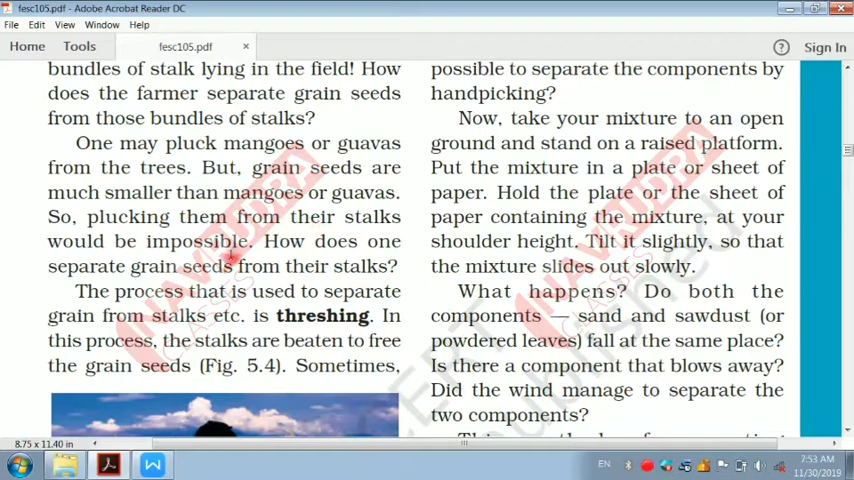 fesc105.pdf - Adobe Acrobat Reader DC
File Edit View Window Help
Home Tools fesc105.pdf × Sign In
bundles of stalk lying in the field! How
does the farmer separate grain seeds
from those bundles of stalks?
One may pluck mangoes or guavas
from the trees. But, grain seeds are
much smaller than mangoes or guavas.
So, plucking them from their stalks
would be impossible. How does one
separate grain seeds from their stalks?
The process that is used to separate
grain from stalks etc. is threshing. In
this process, the stalks are beaten to free
the grain seeds (Fig. 5.4). Sometimes,
possible to separate the components by
handpicking?
Now, take your mixture to an open
ground and stand on a raised platform.
Put the mixture in a plate or sheet of
paper. Hold the plate or the sheet of
paper containing the mixture, at your
shoulder height. Tilt it slightly, so that
the mixture slides out slowly.
What happens? Do both the
components — sand and sawdust (or
powdered leaves) fall at the same place?
Is there a component that blows away?
Did the wind manage to separate the
two components?
NAVRUDRA
CLASSES
NAVRUDRA
CLASSES
8.75 x 11.40 in
EN
7:53 AM
11/30/2019